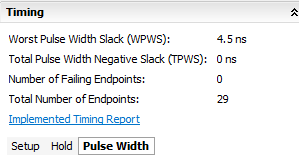 Timing
Worst Pulse Width Slack (WPWS): 4.5 ns
Total Pulse Width Negative Slack (TPWS): 0 ns
Number of Failing Endpoints: 0
Total Number of Endpoints: 29
Implemented Timing Report
Setup Hold Pulse Width